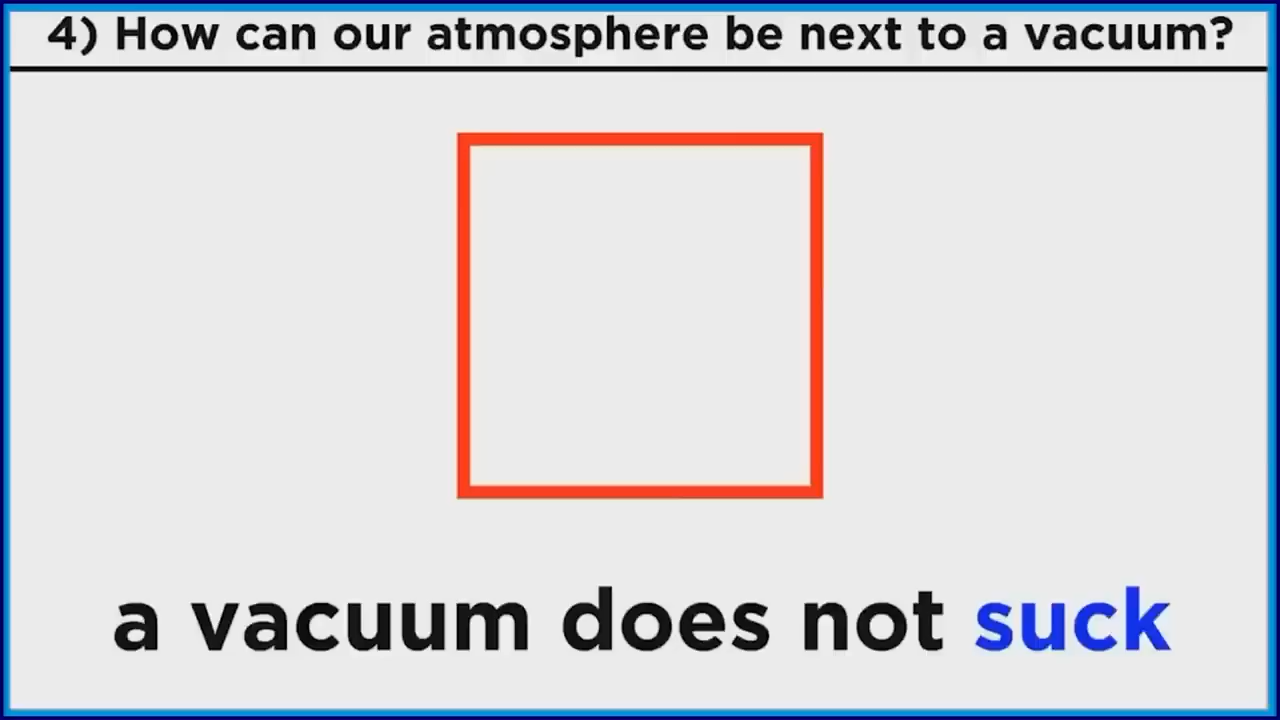 4) How can our atmosphere be next to a vacuum?
a vacuum does not suck